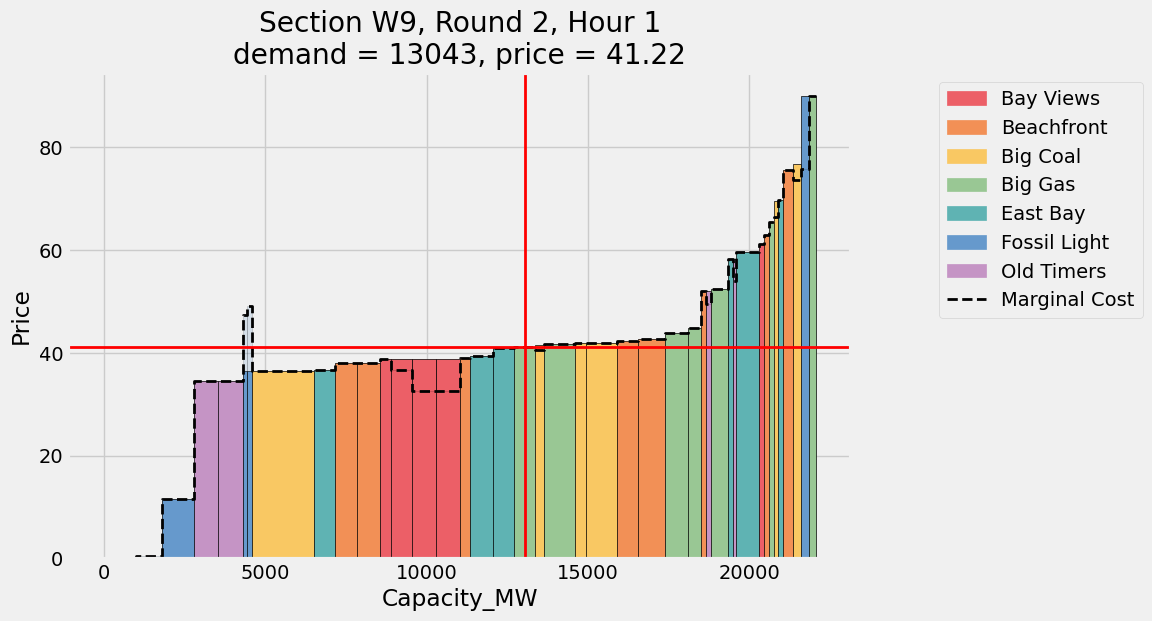 Section W9, Round 2, Hour 1
demand = 13043, price = 41.22
Price
80
60
40
20
0
0 5000 10000 15000 20000
Capacity_MW
Bay Views
Beachfront
Big Coal
Big Gas
East Bay
Fossil Light
Old Timers
Marginal Cost